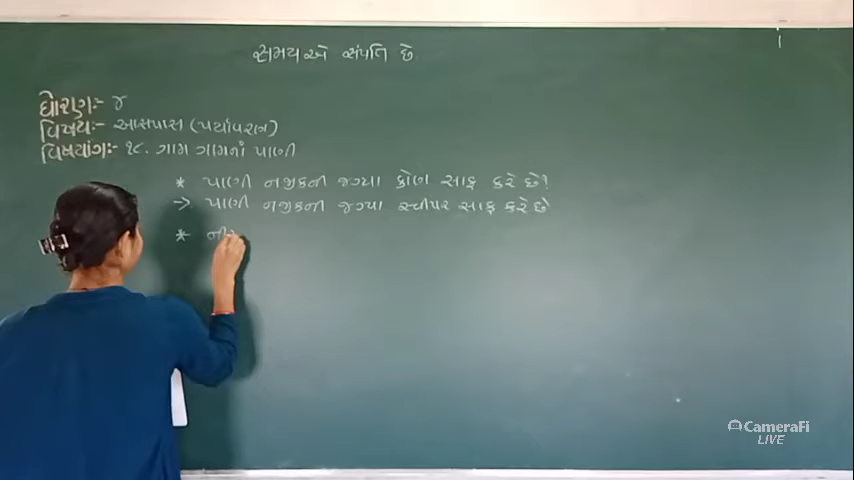 સમય એ સંપતિ છે
ધોરણઃ- ૪
વિષયઃ- આસપાસ (પર્યાવરણ)
વિષયાંગઃ- ૧૮. ગામ ગામનાં પાણી
* પાણી નજીકની જગ્યા કોણ સાફ કરે છે?
→ પાણી નજીકની જગ્યા સ્વીપર સાફ કરે છે
*
CameraFi
LIVE